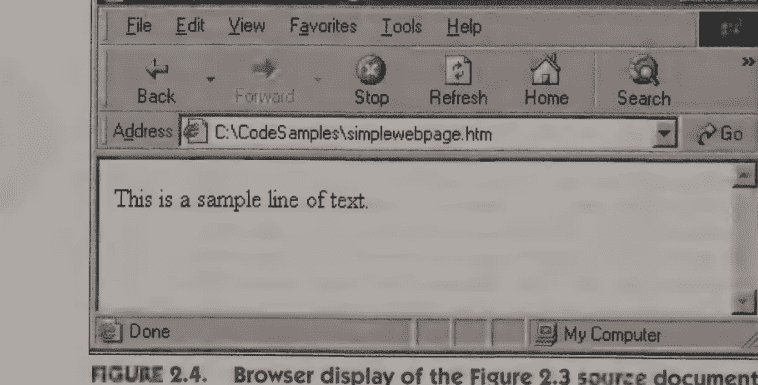 File Edit View Favorites Tools Help
»
Back Forward Stop Refresh Home Search
Address C:\CodeSamples\simplewebpage.htm Go
This is a sample line of text.
Done My Computer
FIGURE 2.4. Browser display of the Figure 2.3 source document